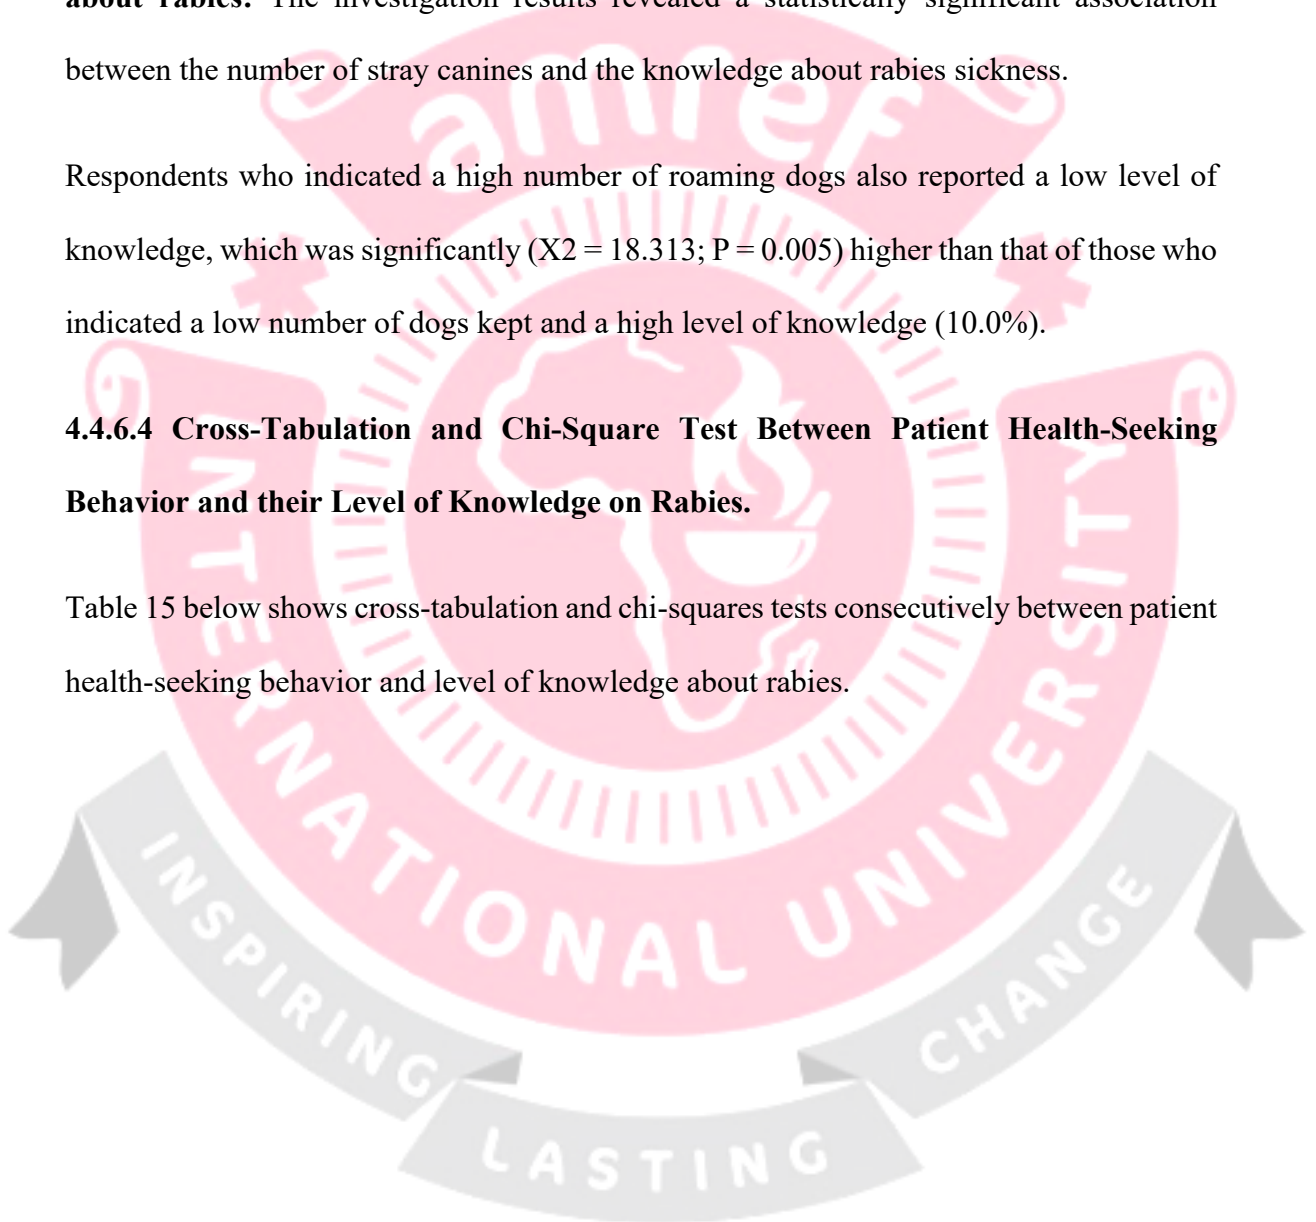 about rabies: The investigation results revealed a statistically significant association
between the number of stray canines and the knowledge about rabies sickness.
Respondents who indicated a high number of roaming dogs also reported a low level of
knowledge, which was significantly (X2 = 18.313; P = 0.005) higher than that of those who
indicated a low number of dogs kept and a high level of knowledge (10.0%).
4.4.6.4 Cross-Tabulation and Chi-Square Test Between Patient Health-Seeking
Behavior and their Level of Knowledge on Rabies.
Table 15 below shows cross-tabulation and chi-squares tests consecutively between patient
health-seeking behavior and level of knowledge about rabies.
amref
INTERNATIONAL UNIVERSITY
INSPIRING
LASTING
CHANGE